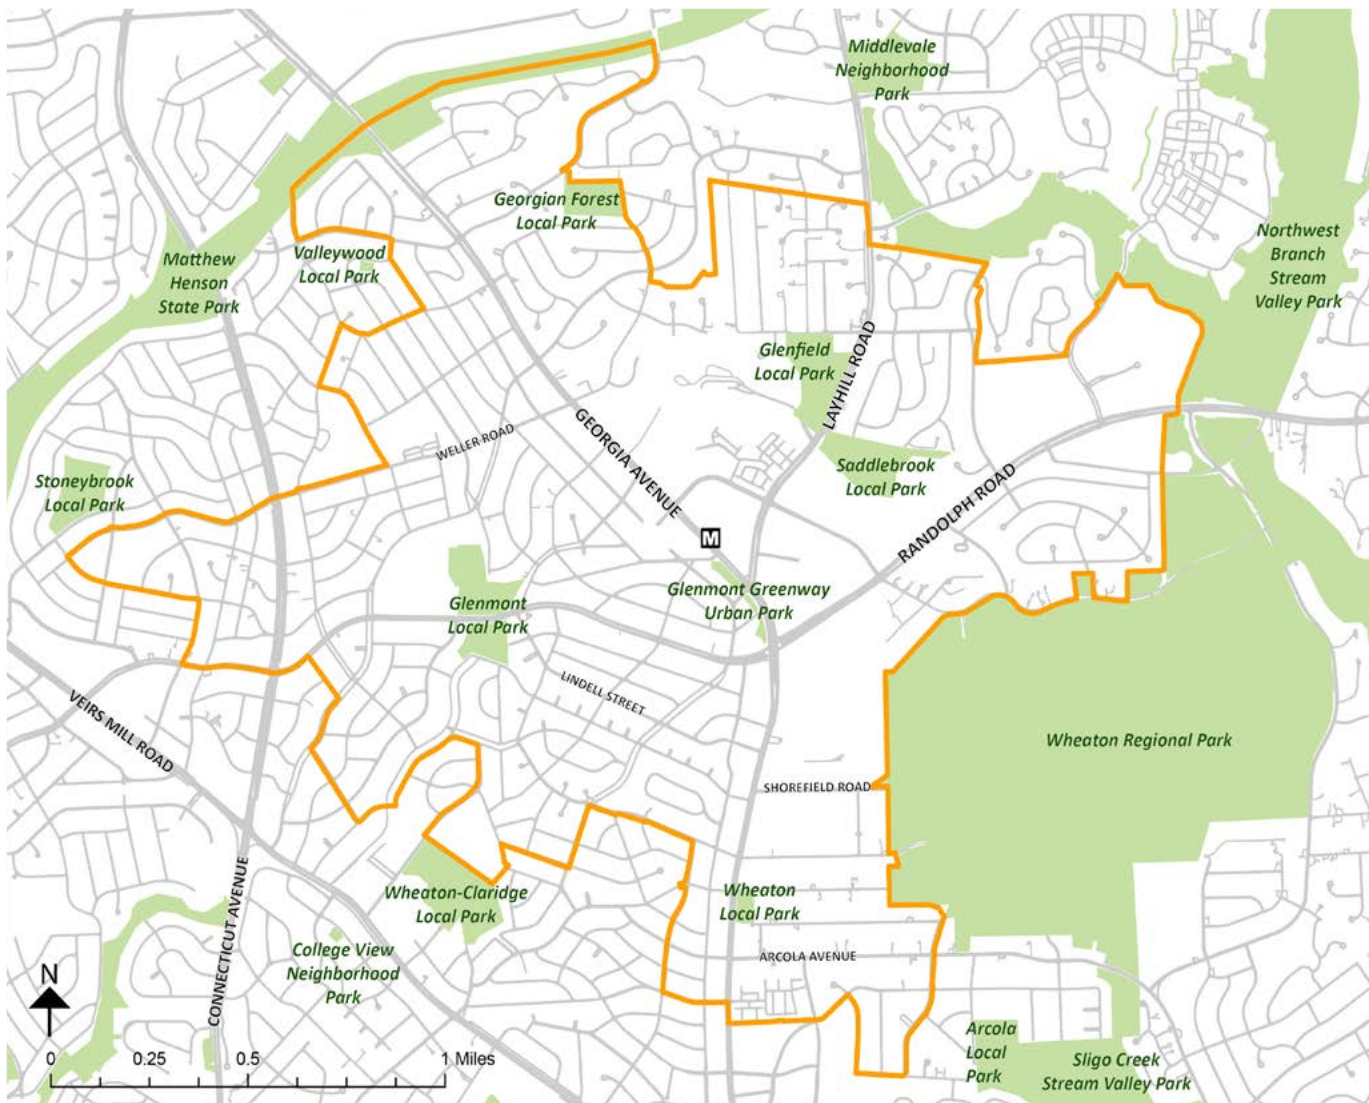 Middlevale
Neighborhood
Park
Georgian Forest
Local Park
Northwest
Branch
Stream
Valley Park
Valleywood
Local Park
Matthew
Henson
State Park
Glenfield
Local Park
LAYHILL ROAD
GEORGIA AVENUE
WELLER ROAD
Stoneybrook
Local Park
Saddlebrook
Local Park
RANDOLPH ROAD
M
Glenmont
Local Park
Glenmont Greenway
Urban Park
LINDELL STREET
VEIRS MILL ROAD
Wheaton Regional Park
SHOREFIELD ROAD
Wheaton-Claridge
Local Park
Wheaton
Local Park
CONNECTICUT AVENUE
College View
Neighborhood
Park
ARCOLA AVENUE
N
Arcola
Local
Park
Sligo Creek
Stream Valley Park
0 0.25 0.5 1 Miles